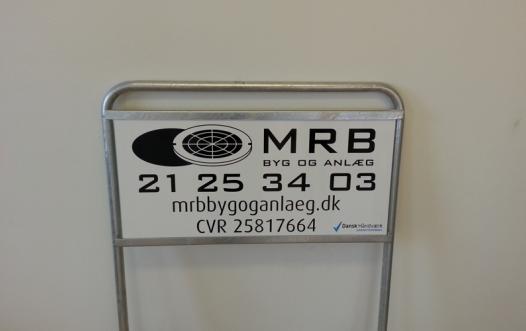 MRB
BYG OG ANLÆG
21 25 34 03
mrbbygoganlaeg.dk
CVR 25817664
Dansk Håndværk